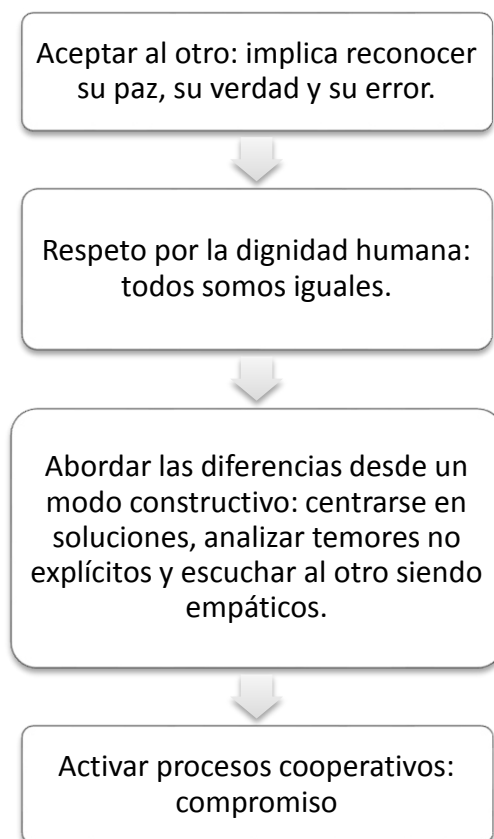 Aceptar al otro: implica reconocer
su paz, su verdad y su error.
Respeto por la dignidad humana:
todos somos iguales.
Abordar las diferencias desde un
modo constructivo: centrarse en
soluciones, analizar temores no
explícitos y escuchar al otro siendo
empáticos.
Activar procesos cooperativos:
compromiso